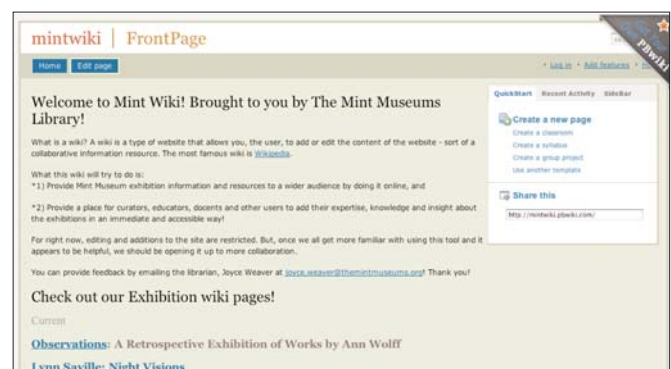 mintwiki | FrontPage
PBwiki
Home Edit page
Log in Add features
Welcome to Mint Wiki! Brought to you by The Mint Museums
Library!
What is a wiki? A wiki is a type of website that allows you, the user, to add or edit the content of the website - sort of a
collaborative information resource. The most famous wiki is Wikipedia.
What this wiki will try to do is:
*1) Provide Mint Museum exhibition information and resources to a wider audience by doing it online, and
*2) Provide a place for curators, educators, docents and other users to add their expertise, knowledge and insight about
the exhibitions in an immediate and accessible way!
For right now, editing and additions to the site are restricted. But, once we all get more familiar with using this tool and it
appears to be helpful, we should be opening it up to more collaboration.
You can provide feedback by emailing the librarian, Joyce Weaver at joyce.weaver@themintmuseums.org! Thank you!
Check out our Exhibition wiki pages!
Current
Observations: A Retrospective Exhibition of Works by Ann Wolff
Lynn Saville: Night Visions
QuickStart Recent Activity SideBar
Create a new page
Create a classroom
Create a syllabus
Create a group project
Use another template
Share this
http://mintwiki.pbwiki.com/